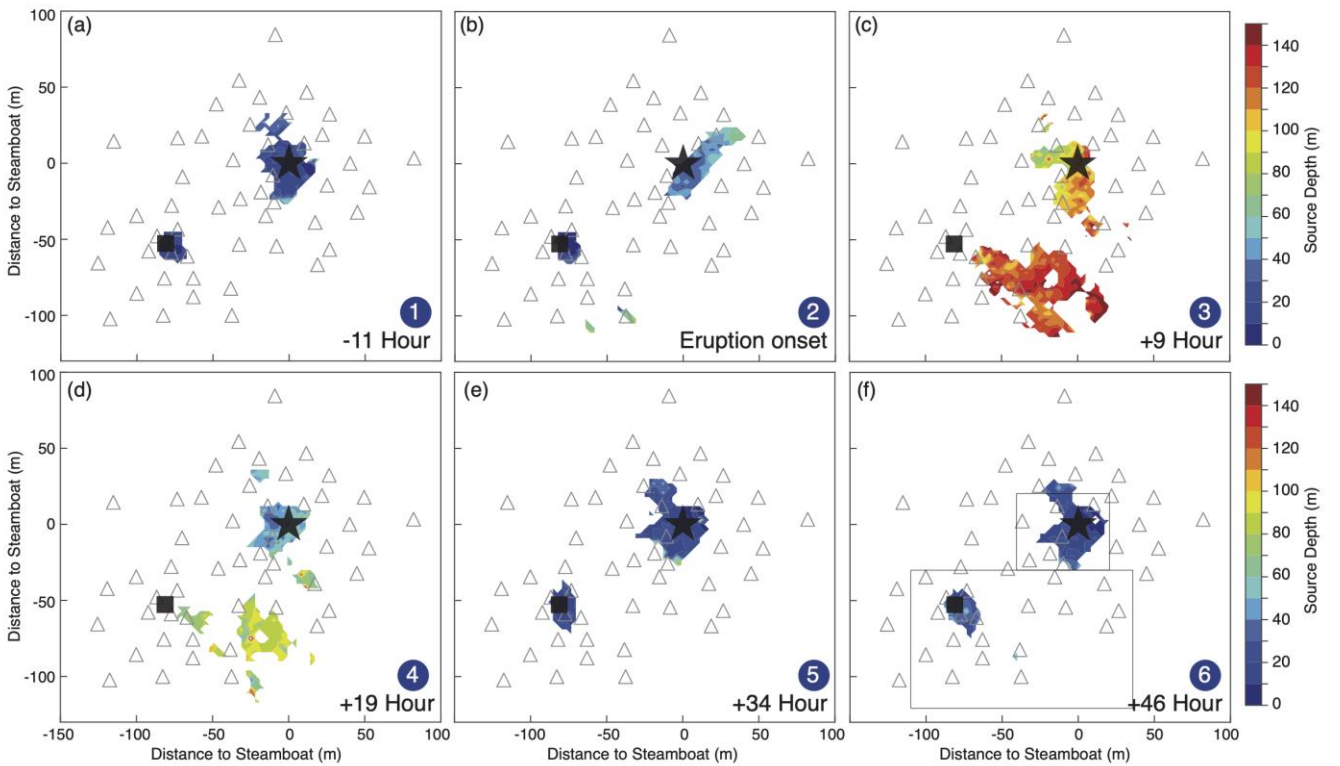 (a)
100
50
0
-50
-100
Distance to Steamboat (m)
1
-11 Hour
(b)
2
Eruption onset
(c)
3
+9 Hour
140
120
100
80
60
40
20
0
Source Depth (m)
(d)
100
50
0
-50
-100
Distance to Steamboat (m)
4
+19 Hour
-150 -100 -50 0 50 100
Distance to Steamboat (m)
(e)
5
+34 Hour
-100 -50 0 50 100
Distance to Steamboat (m)
(f)
6
+46 Hour
-100 -50 0 50 100
Distance to Steamboat (m)
140
120
100
80
60
40
20
0
Source Depth (m)